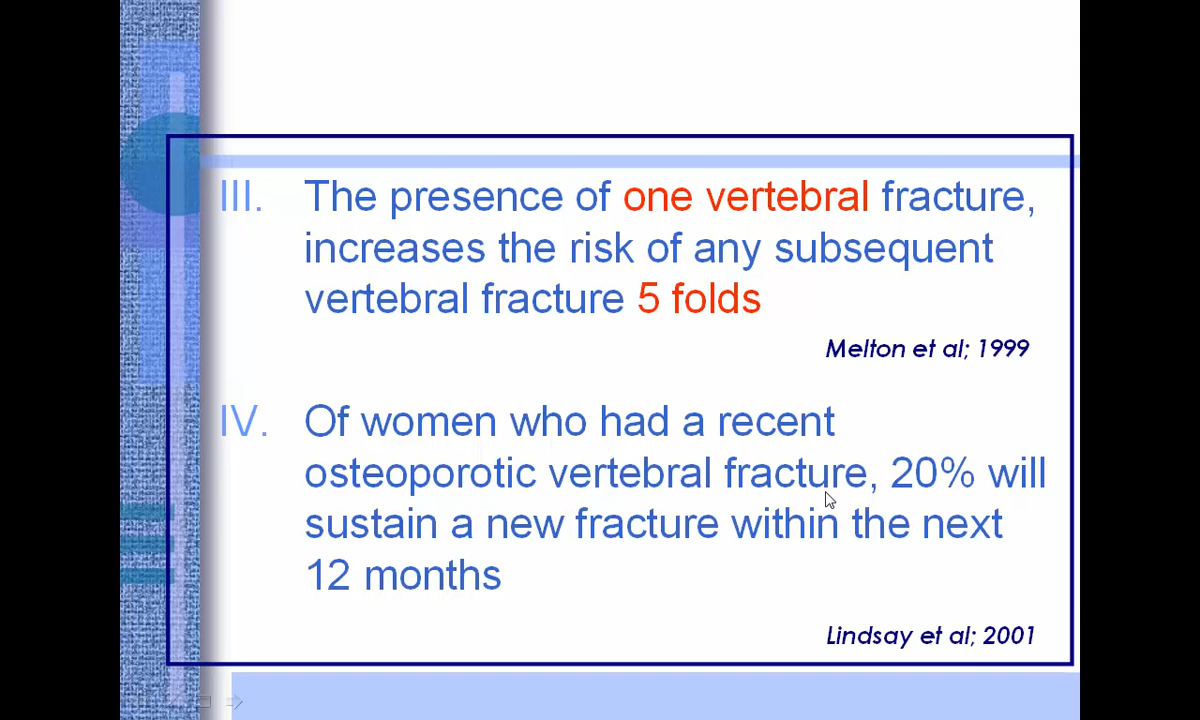 III. The presence of one vertebral fracture,
increases the risk of any subsequent
vertebral fracture 5 folds
Melton et al; 1999
IV. Of women who had a recent
osteoporotic vertebral fracture, 20% will
sustain a new fracture within the next
12 months
Lindsay et al; 2001